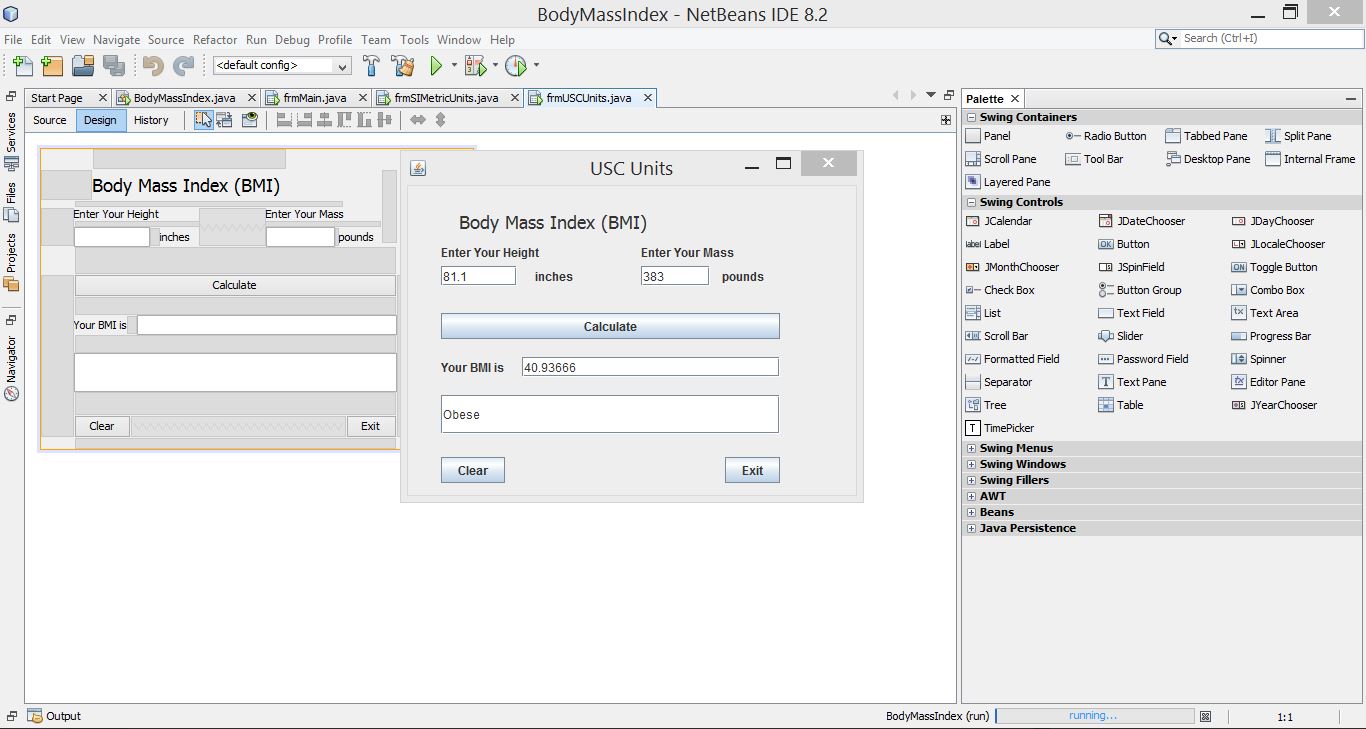 BodyMassIndex - NetBeans IDE 8.2
File Edit View Navigate Source Refactor Run Debug Profile Team Tools Window Help
Search (Ctrl+I)
<default config>
Start Page BodyMassIndex.java frmMain.java frmSIMetricUnits.java frmUSCUnits.java
Source Design History
Services
Files
Projects
Navigator
Body Mass Index (BMI)
Enter Your Height Enter Your Mass
inches pounds
Calculate
Your BMI is
Clear Exit
USC Units
Body Mass Index (BMI)
Enter Your Height Enter Your Mass
81.1 inches 383 pounds
Calculate
Your BMI is 40.93666
Obese
Clear Exit
Palette
Swing Containers
Panel Radio Button Tabbed Pane Split Pane
Scroll Pane Tool Bar Desktop Pane Internal Frame
Layered Pane
Swing Controls
JCalendar JDateChooser JDayChooser
label Label OK Button JLocaleChooser
JMonthChooser JSpinField ON Toggle Button
Check Box Button Group Combo Box
List Text Field Text Area
Scroll Bar Slider Progress Bar
Formatted Field Password Field Spinner
Separator T Text Pane Editor Pane
Tree Table JYearChooser
T TimePicker
Swing Menus
Swing Windows
Swing Fillers
AWT
Beans
Java Persistence
Output
BodyMassIndex (run) running... 1:1